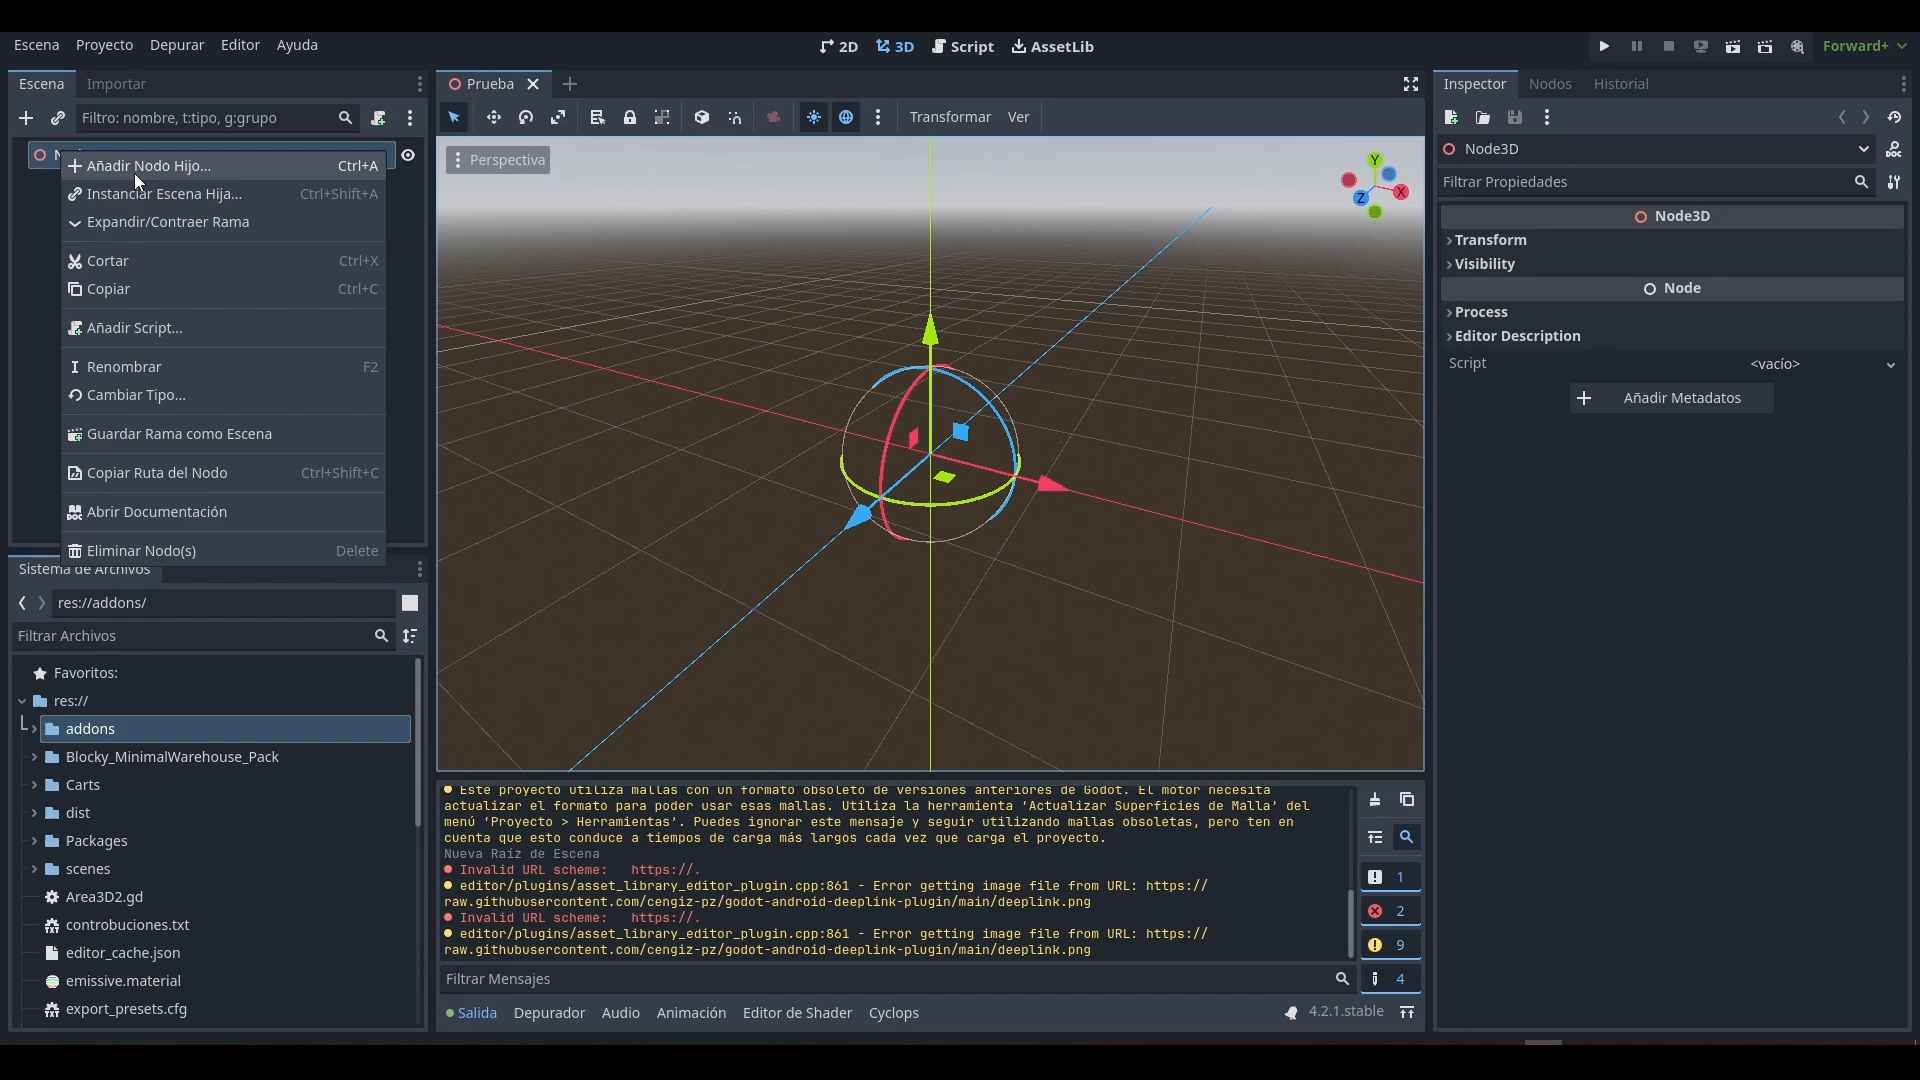 Escena Proyecto Depurar Editor Ayuda
2D 3D Script AssetLib
Forward+
Escena Importar
Filtro: nombre, t:tipo, g:grupo
N
Añadir Nodo Hijo... Ctrl+A
Instanciar Escena Hija... Ctrl+Shift+A
Expandir/Contraer Rama
Cortar Ctrl+X
Copiar Ctrl+C
Añadir Script...
Renombrar F2
Cambiar Tipo...
Guardar Rama como Escena
Copiar Ruta del Nodo Ctrl+Shift+C
Abrir Documentación
Eliminar Nodo(s) Delete
Sistema de Archivos
res://addons/
Filtrar Archivos
Favoritos:
res://
addons
Blocky_MinimalWarehouse_Pack
Carts
dist
Packages
scenes
Area3D2.gd
controbuciones.txt
editor_cache.json
emissive.material
export_presets.cfg
Prueba
Transformar Ver
Perspectiva
Y
X
Z
Este proyecto utiliza mallas con un formato obsoleto de versiones anteriores de Godot. El motor necesita
actualizar el formato para poder usar esas mallas. Utiliza la herramienta ‘Actualizar Superficies de Malla’ del
menú ‘Proyecto > Herramientas’. Puedes ignorar este mensaje y seguir utilizando mallas obsoletas, pero ten en
cuenta que esto conduce a tiempos de carga más largos cada vez que carga el proyecto.
Nueva Raíz de Escena
Invalid URL scheme: https://.
editor/plugins/asset_library_editor_plugin.cpp:861 - Error getting image file from URL: https://
raw.githubusercontent.com/cengiz-pz/godot-android-deeplink-plugin/main/deeplink.png
Invalid URL scheme: https://.
editor/plugins/asset_library_editor_plugin.cpp:861 - Error getting image file from URL: https://
raw.githubusercontent.com/cengiz-pz/godot-android-deeplink-plugin/main/deeplink.png
1
2
9
4
Filtrar Mensajes
Salida Depurador Audio Animación Editor de Shader Cyclops
4.2.1.stable
Inspector Nodos Historial
Node3D
Filtrar Propiedades
Node3D
Transform
Visibility
Node
Process
Editor Description
Script <vacío>
Añadir Metadatos